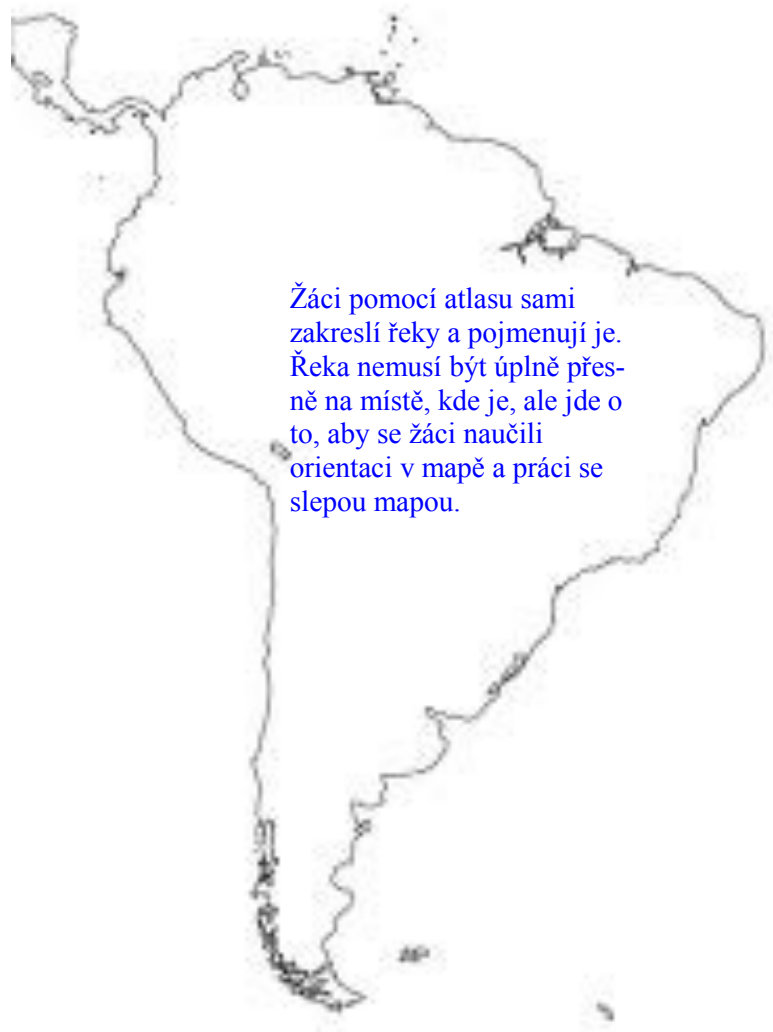 Žáci pomocí atlasu sami
zakreslí řeky a pojmenují je.
Řeka nemusí být úplně přes-
ně na místě, kde je, ale jde o
to, aby se žáci naučili
orientaci v mapě a práci se
slepou mapou.